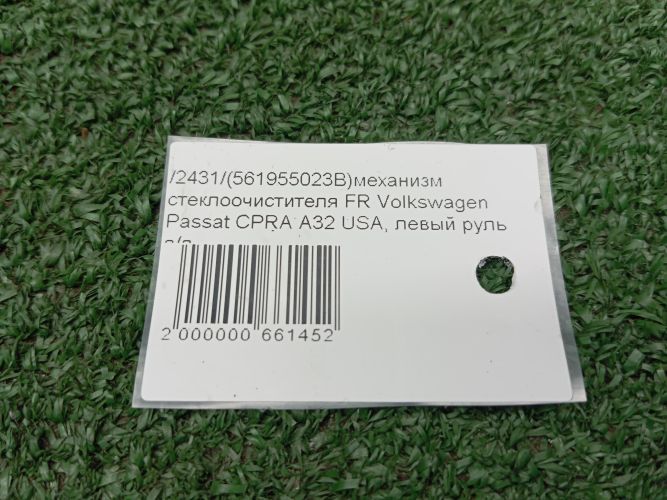 /2431/(561955023B)механизм
стеклоочистителя FR Volkswagen
Passat CPRA A32 USA, левый руль
2 000000 661452